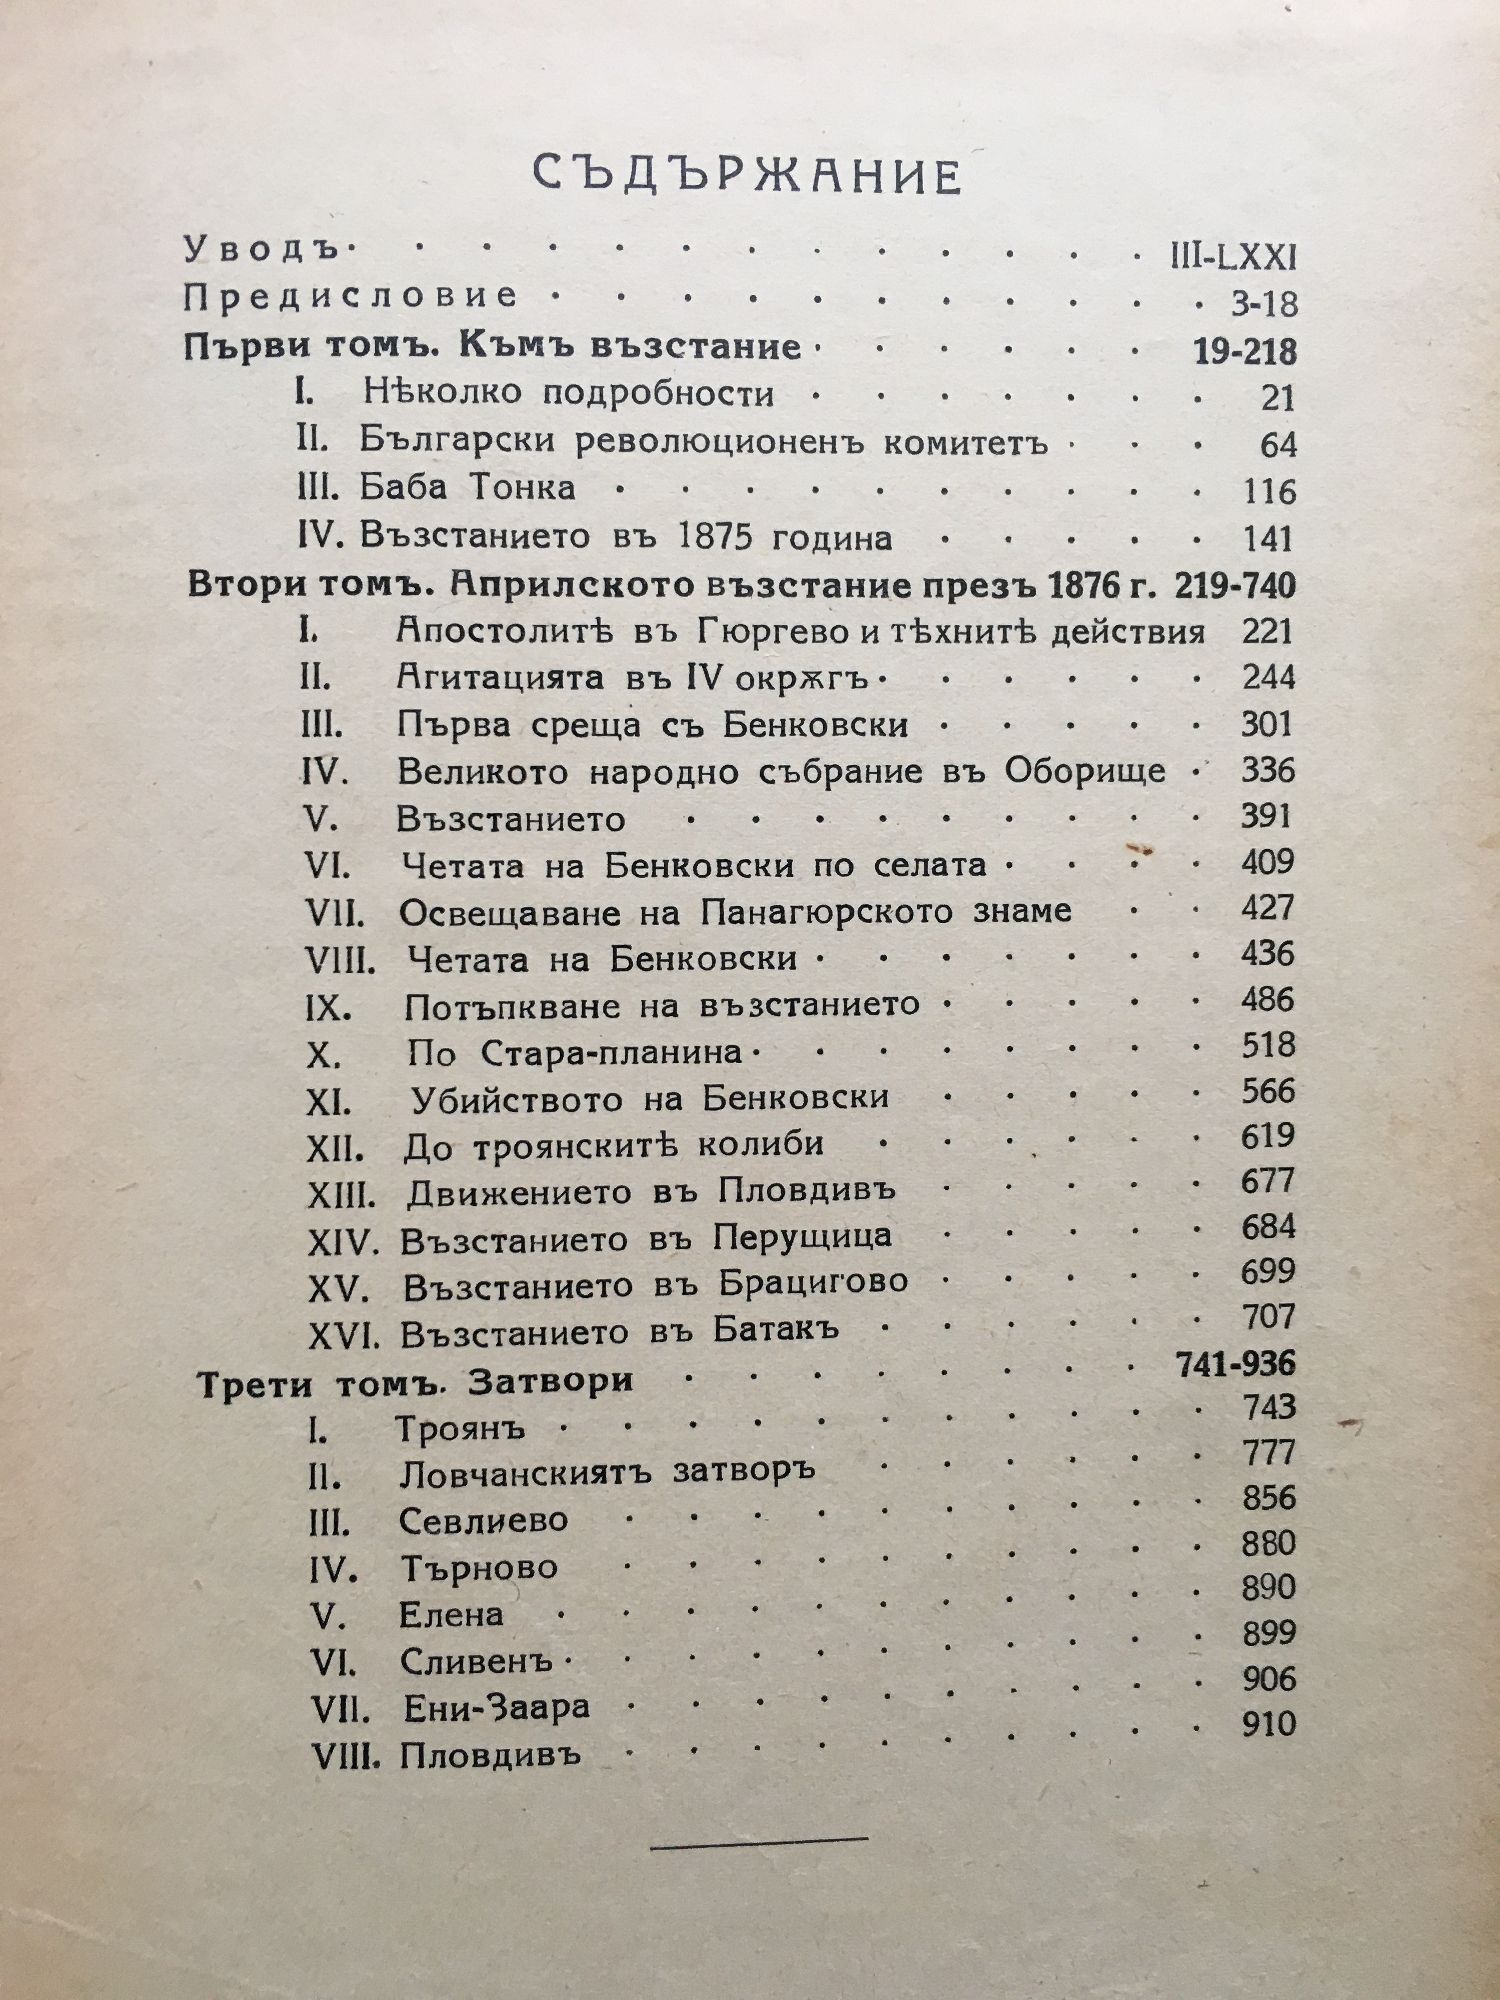 СЪДЪРЖАНИЕ
Уводъ · · · · · · · · · · · · · III-LXXI
Предисловие · · · · · · · · · · · 3-18
Първи томъ. Къмъ възстание · · · · · · 19-218
I. Нѣколко подробности · · · · · · · 21
II. Български революционенъ комитетъ · · · 64
III. Баба Тонка · · · · · · · · · · 116
IV. Възстанието въ 1875 година · · · · · 141
Втори томъ. Априлското възстание презъ 1876 г. 219-740
I. Апостолитѣ въ Гюргево и тѣхнитѣ действия 221
II. Агитацията въ IV окрѫгъ · · · · · · 244
III. Първа среща съ Бенковски · · · · · 301
IV. Великото народно събрание въ Оборище · 336
V. Възстанието · · · · · · · · · 391
VI. Четата на Бенковски по селата · · · · 409
VII. Освещаване на Панагюрското знаме · · 427
VIII. Четата на Бенковски · · · · · · · 436
IX. Потъпкване на възстанието · · · · · 486
X. По Стара-планина · · · · · · · · 518
XI. Убийството на Бенковски · · · · · 566
XII. До троянскитѣ колиби · · · · · · 619
XIII. Движението въ Пловдивъ · · · · · 677
XIV. Възстанието въ Перущица · · · · · 684
XV. Възстанието въ Брацигово · · · · · 699
XVI. Възстанието въ Батакъ · · · · · · 707
Трети томъ. Затвори · · · · · · · · 741-936
I. Троянъ · · · · · · · · · · · 743
II. Ловчанскиятъ затворъ · · · · · · 777
III. Севлиево · · · · · · · · · · 856
IV. Търново · · · · · · · · · · 880
V. Елена · · · · · · · · · · · 890
VI. Сливенъ · · · · · · · · · · · 899
VII. Ени-Заара · · · · · · · · · · 906
VIII. Пловдивъ · · · · · · · · · · 910